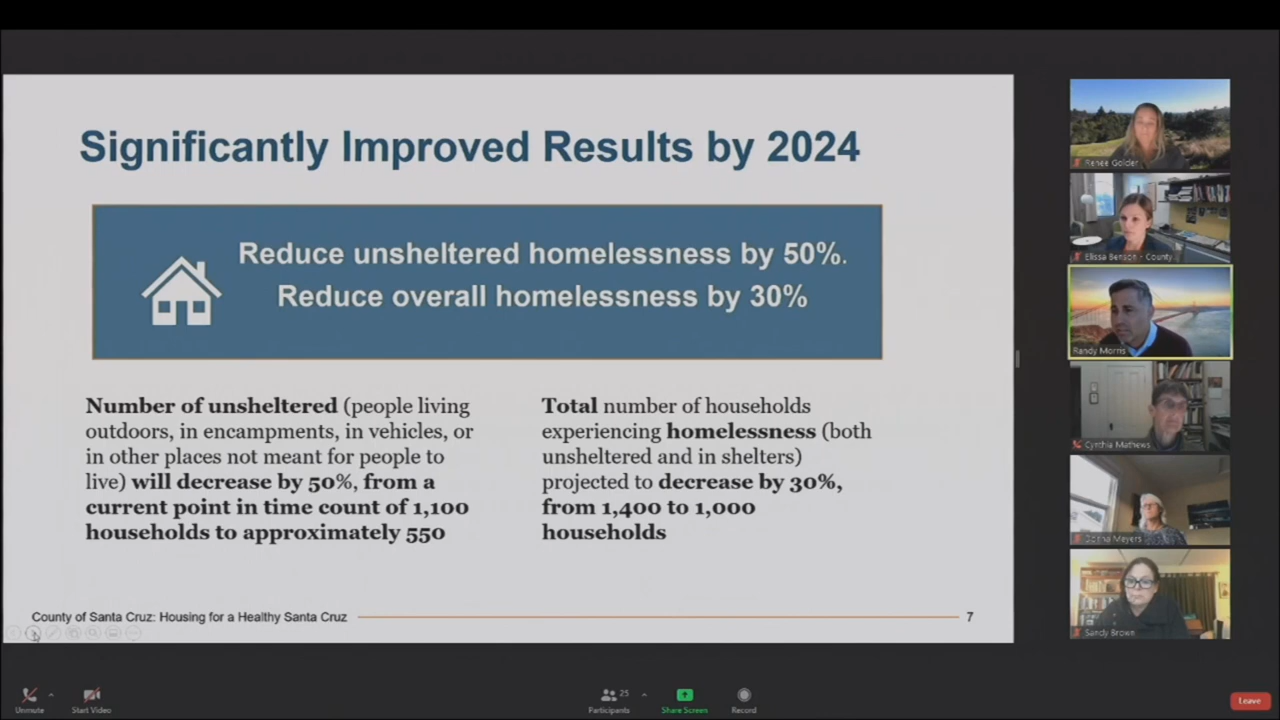 Significantly Improved Results by 2024
Reduce unsheltered homelessness by 50%.
Reduce overall homelessness by 30%
Number of unsheltered (people living
outdoors, in encampments, in vehicles, or
in other places not meant for people to
live) will decrease by 50%, from a
current point in time count of 1,100
households to approximately 550
Total number of households
experiencing homelessness (both
unsheltered and in shelters)
projected to decrease by 30%,
from 1,400 to 1,000
households
County of Santa Cruz: Housing for a Healthy Santa Cruz
7
Renee Golder
Elissa Benson - County
Randy Morris
Cynthia Mathews
Donna Meyers
Sandy Brown
Unmute
Start Video
25
Participants
Share Screen
Record
Leave